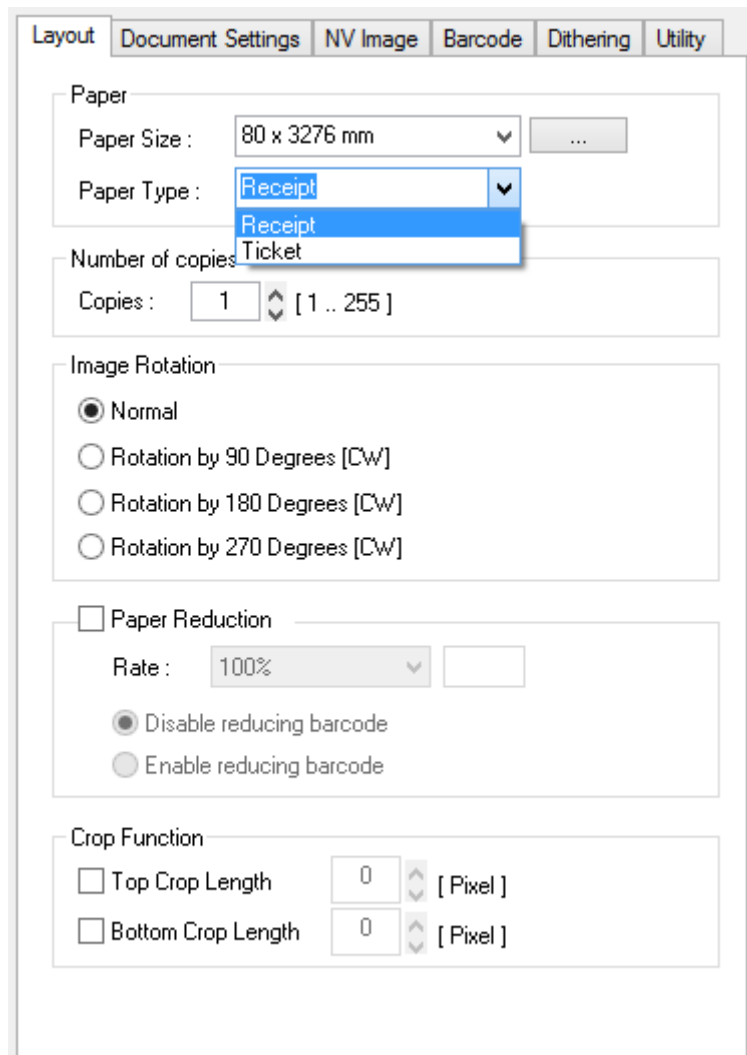 Layout Document Settings NV Image Barcode Dithering Utility
Paper
Paper Size : 80 x 3276 mm ...
Paper Type : Receipt
Receipt
Ticket
Number of copies
Copies : 1 [ 1 .. 255 ]
Image Rotation
Normal
Rotation by 90 Degrees [CW]
Rotation by 180 Degrees [CW]
Rotation by 270 Degrees [CW]
Paper Reduction
Rate : 100%
Disable reducing barcode
Enable reducing barcode
Crop Function
Top Crop Length 0 [ Pixel ]
Bottom Crop Length 0 [ Pixel ]